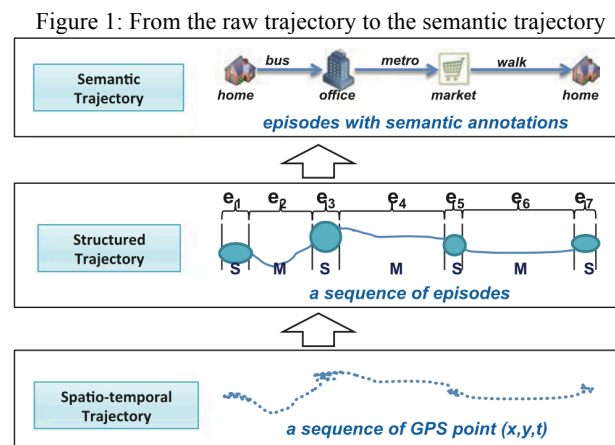 Figure 1: From the raw trajectory to the semantic trajectory
Semantic
Trajectory
bus metro walk
home office market home
episodes with semantic annotations
e1 e2 e3 e4 e5 e6 e7
Structured
Trajectory
S M S M S M S
a sequence of episodes
Spatio-temporal
Trajectory
a sequence of GPS point (x,y,t)